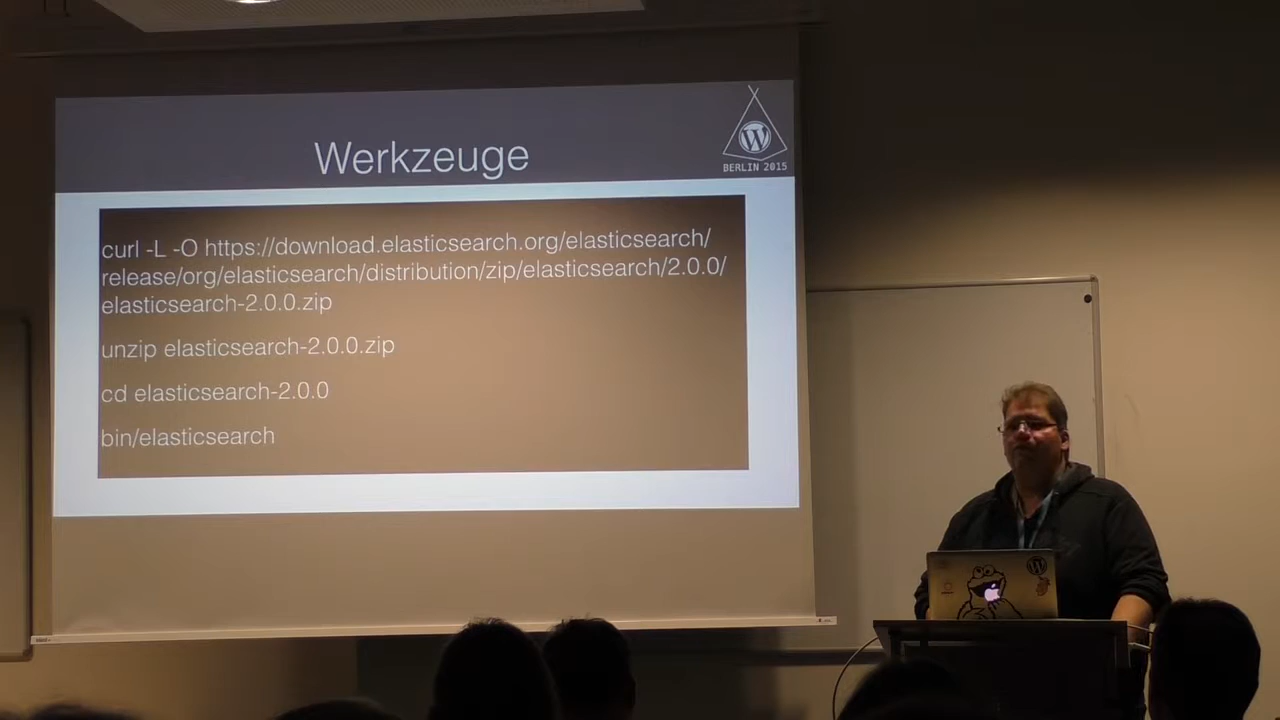 Werkzeuge
W
BERLIN 2015
curl -L -O https://download.elasticsearch.org/elasticsearch/
release/org/elasticsearch/distribution/zip/elasticsearch/2.0.0/
elasticsearch-2.0.0.zip
unzip elasticsearch-2.0.0.zip
cd elasticsearch-2.0.0
bin/elasticsearch
W